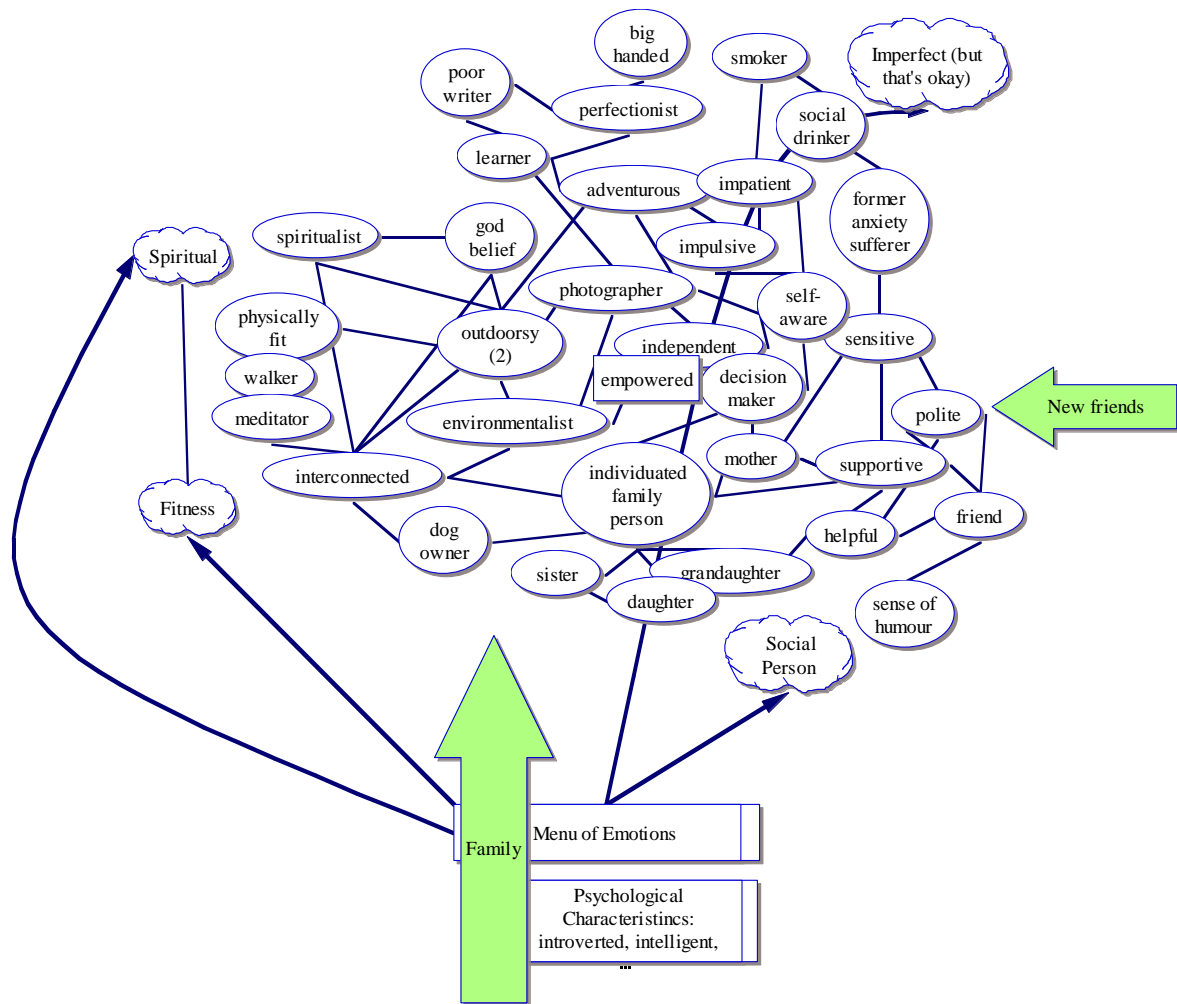 big
handed
smoker
Imperfect (but
that's okay)
poor
writer
perfectionist
social
drinker
learner
adventurous
impatient
former
anxiety
sufferer
spiritualist
god
belief
impulsive
Spiritual
photographer
self-
aware
physically
fit
outdoorsy
(2)
independent
sensitive
walker
empowered
decision
maker
New friends
meditator
environmentalist
polite
interconnected
individuated
family
person
mother
supportive
Fitness
dog
owner
helpful
friend
sister
grandaughter
daughter
sense of
humour
Social
Person
Menu of Emotions
Family
Psychological
Characteristincs:
introverted, intelligent,
...